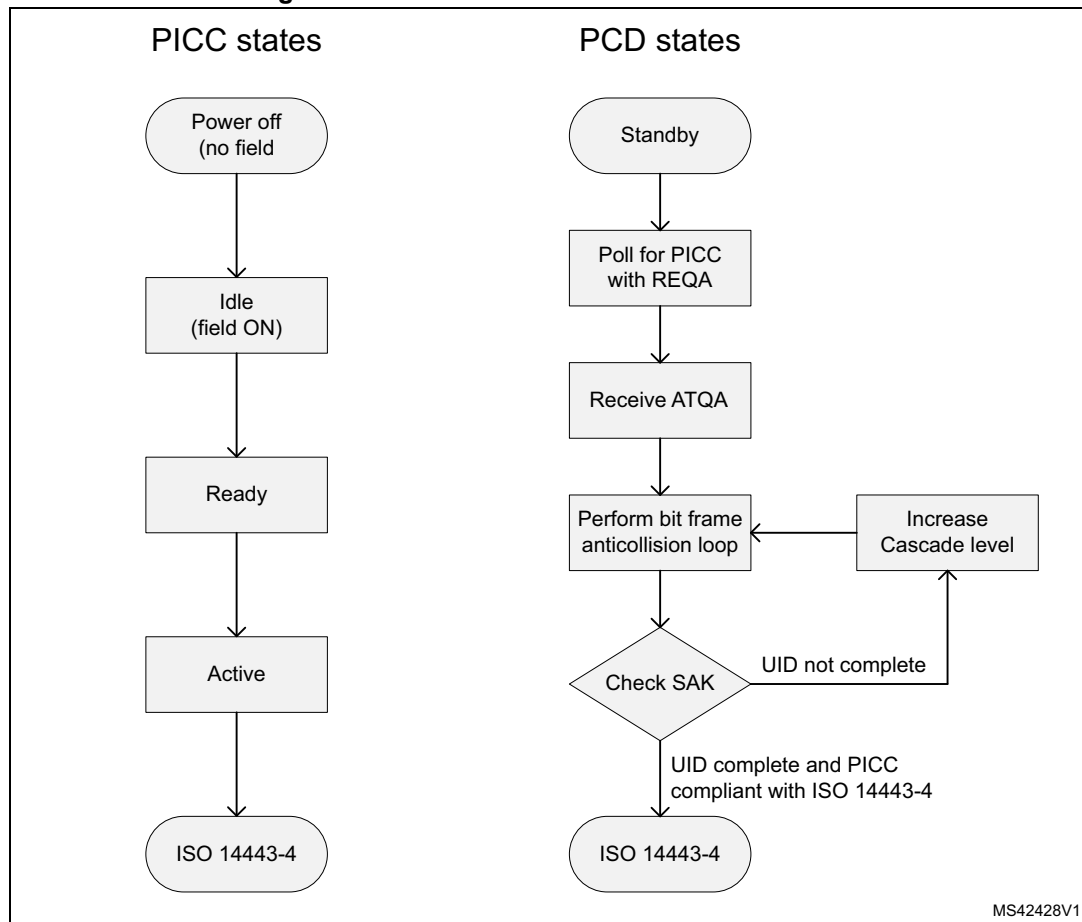 PICC states
PCD states
Power off
(no field
Standby
Poll for PICC
with REQA
Idle
(field ON)
Receive ATQA
Ready
Perform bit frame
anticollision loop
Increase
Cascade level
Active
Check SAK
UID not complete
UID complete and PICC
compliant with ISO 14443-4
ISO 14443-4
ISO 14443-4
MS42428V1